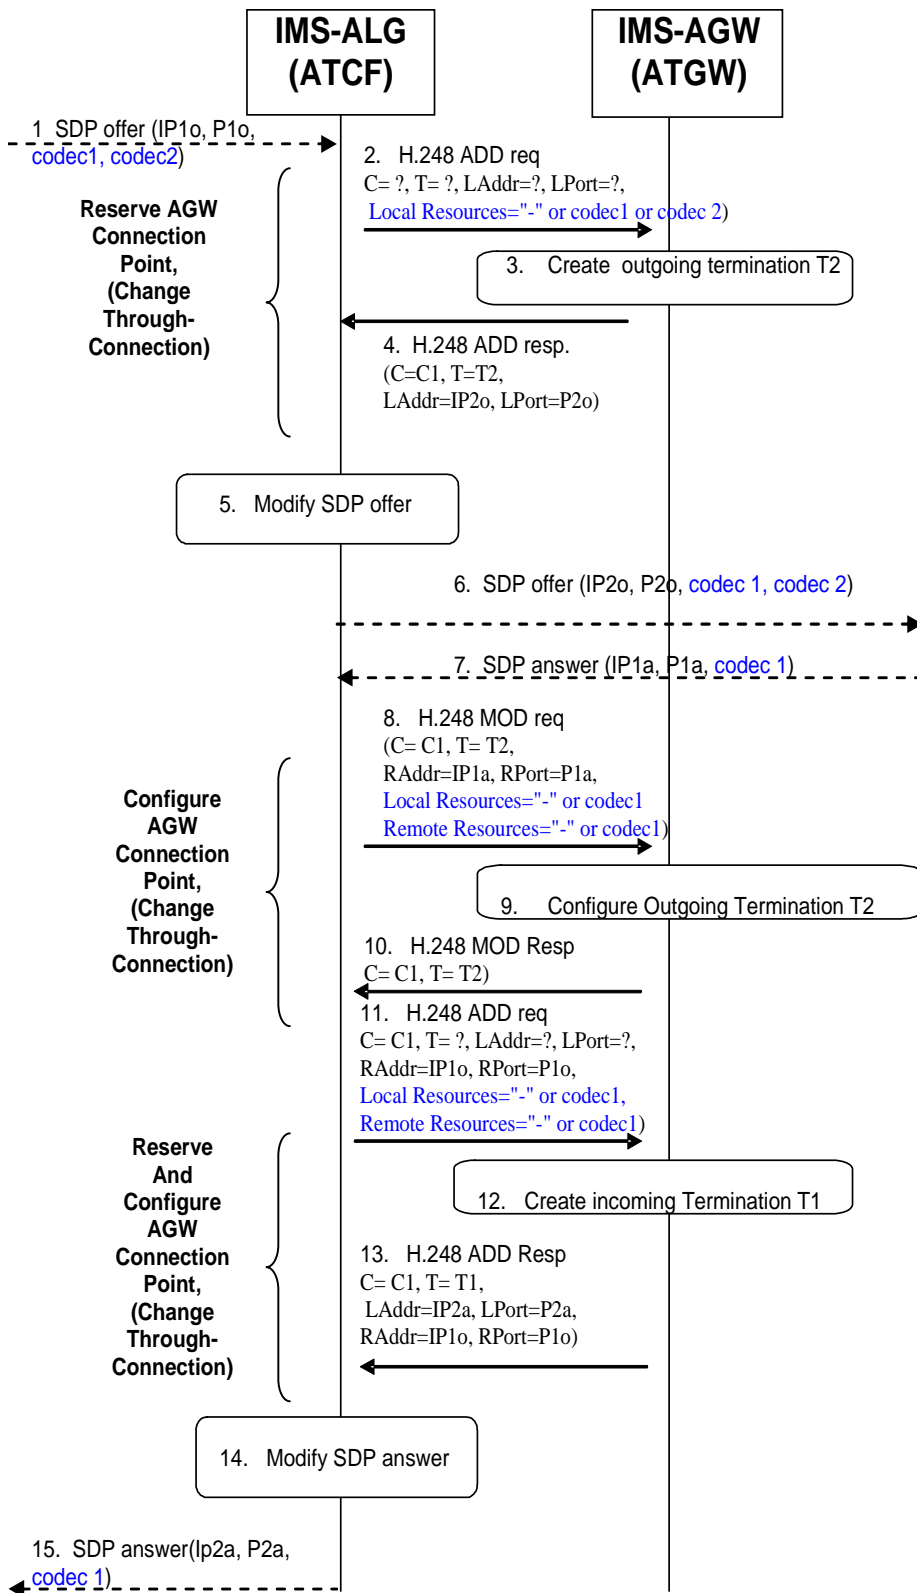 IMS-ALG
(ATCF)
IMS-AGW
(ATGW)
1 SDP offer (IP1o, P1o,
codec1, codec2)
2. H.248 ADD req
C= ?, T= ?, LAddr=?, LPort=?,
Local Resources="-" or codec1 or codec 2)
Reserve AGW
Connection
Point,
(Change
Through-
Connection)
3. Create outgoing termination T2
4. H.248 ADD resp.
(C=C1, T=T2,
LAddr=IP2o, LPort=P2o)
5. Modify SDP offer
6. SDP offer (IP2o, P2o, codec 1, codec 2)
7. SDP answer (IP1a, P1a, codec 1)
8. H.248 MOD req
(C= C1, T= T2,
RAddr=IP1a, RPort=P1a,
Local Resources="-" or codec1
Remote Resources="-" or codec1)
Configure
AGW
Connection
Point,
(Change
Through-
Connection)
9. Configure Outgoing Termination T2
10. H.248 MOD Resp
C= C1, T= T2)
11. H.248 ADD req
C= C1, T= ?, LAddr=?, LPort=?,
RAddr=IP1o, RPort=P1o,
Local Resources="-" or codec1,
Remote Resources="-" or codec1)
Reserve
And
Configure
AGW
Connection
Point,
(Change
Through-
Connection)
12. Create incoming Termination T1
13. H.248 ADD Resp
C= C1, T= T1,
LAddr=IP2a, LPort=P2a,
RAddr=IP1o, RPort=P1o)
14. Modify SDP answer
15. SDP answer(Ip2a, P2a,
codec 1)